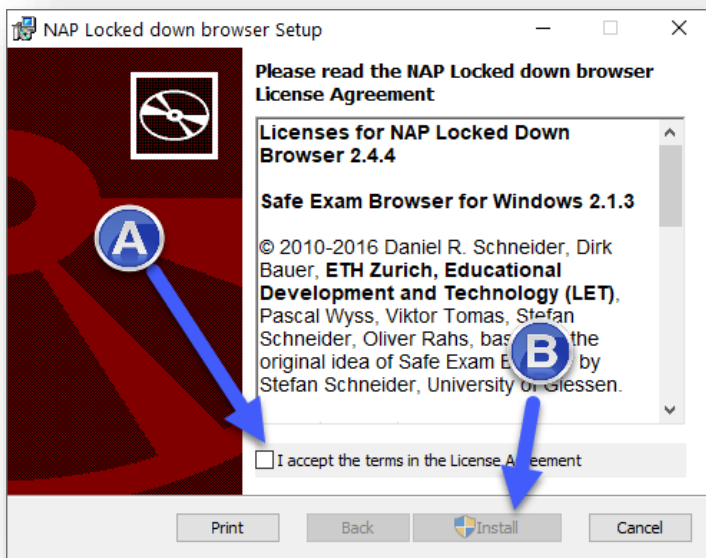 NAP Locked down browser Setup
Please read the NAP Locked down browser
License Agreement
Licenses for NAP Locked Down
Browser 2.4.4
Safe Exam Browser for Windows 2.1.3
© 2010-2016 Daniel R. Schneider, Dirk
Bauer, ETH Zurich, Educational
Development and Technology (LET),
Pascal Wyss, Viktor Tomas, Stefan
Schneider, Oliver Rahs, the
original idea of Safe Exam by
Stefan Schneider, University of Giessen.
A
B
I accept the terms in the License Agreement
Print
Back
Install
Cancel